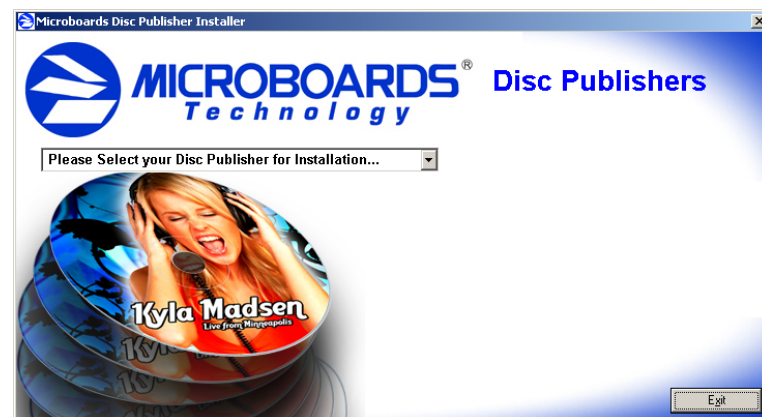 Microboards Disc Publisher Installer
MICROBOARDS®
Technology
Disc Publishers
Please Select your Disc Publisher for Installation...
Kyla Madsen
Live from Minneapolis
Exit